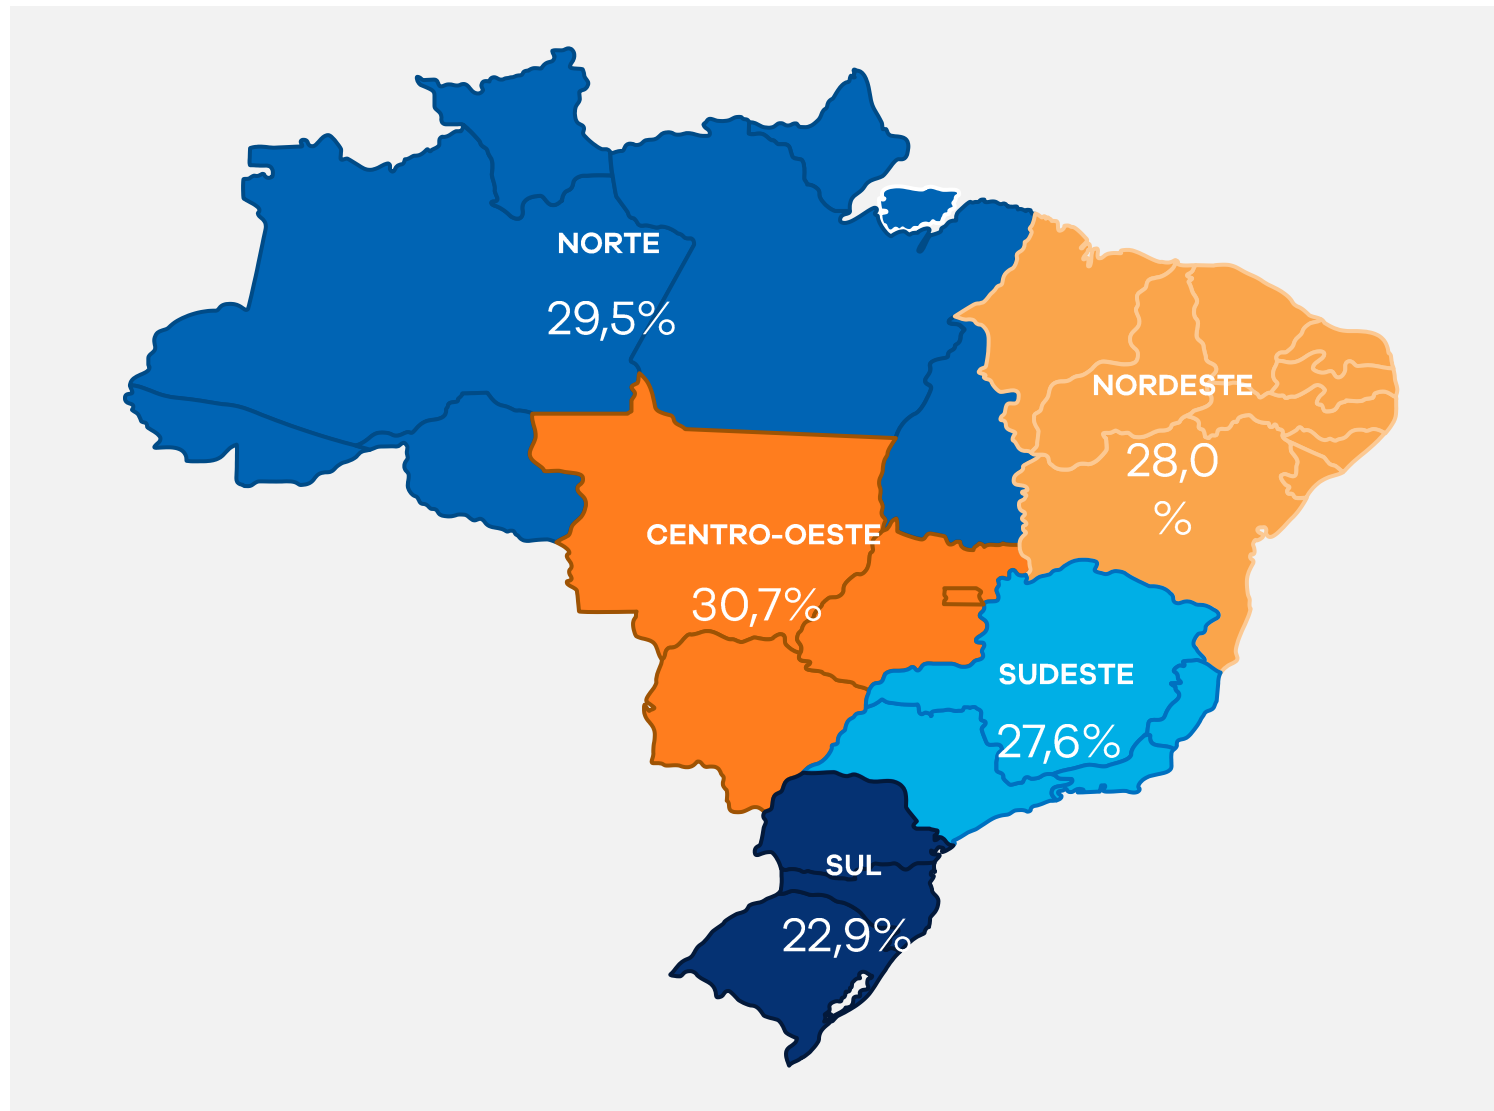 NORTE
29,5%
NORDESTE
28,0
%
CENTRO-OESTE
30,7%
SUDESTE
27,6%
SUL
22,9%